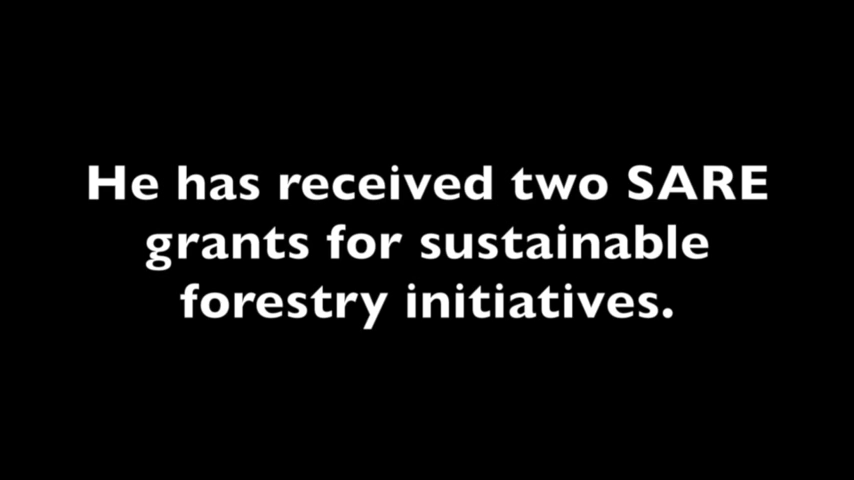 He has received two SARE
grants for sustainable
forestry initiatives.